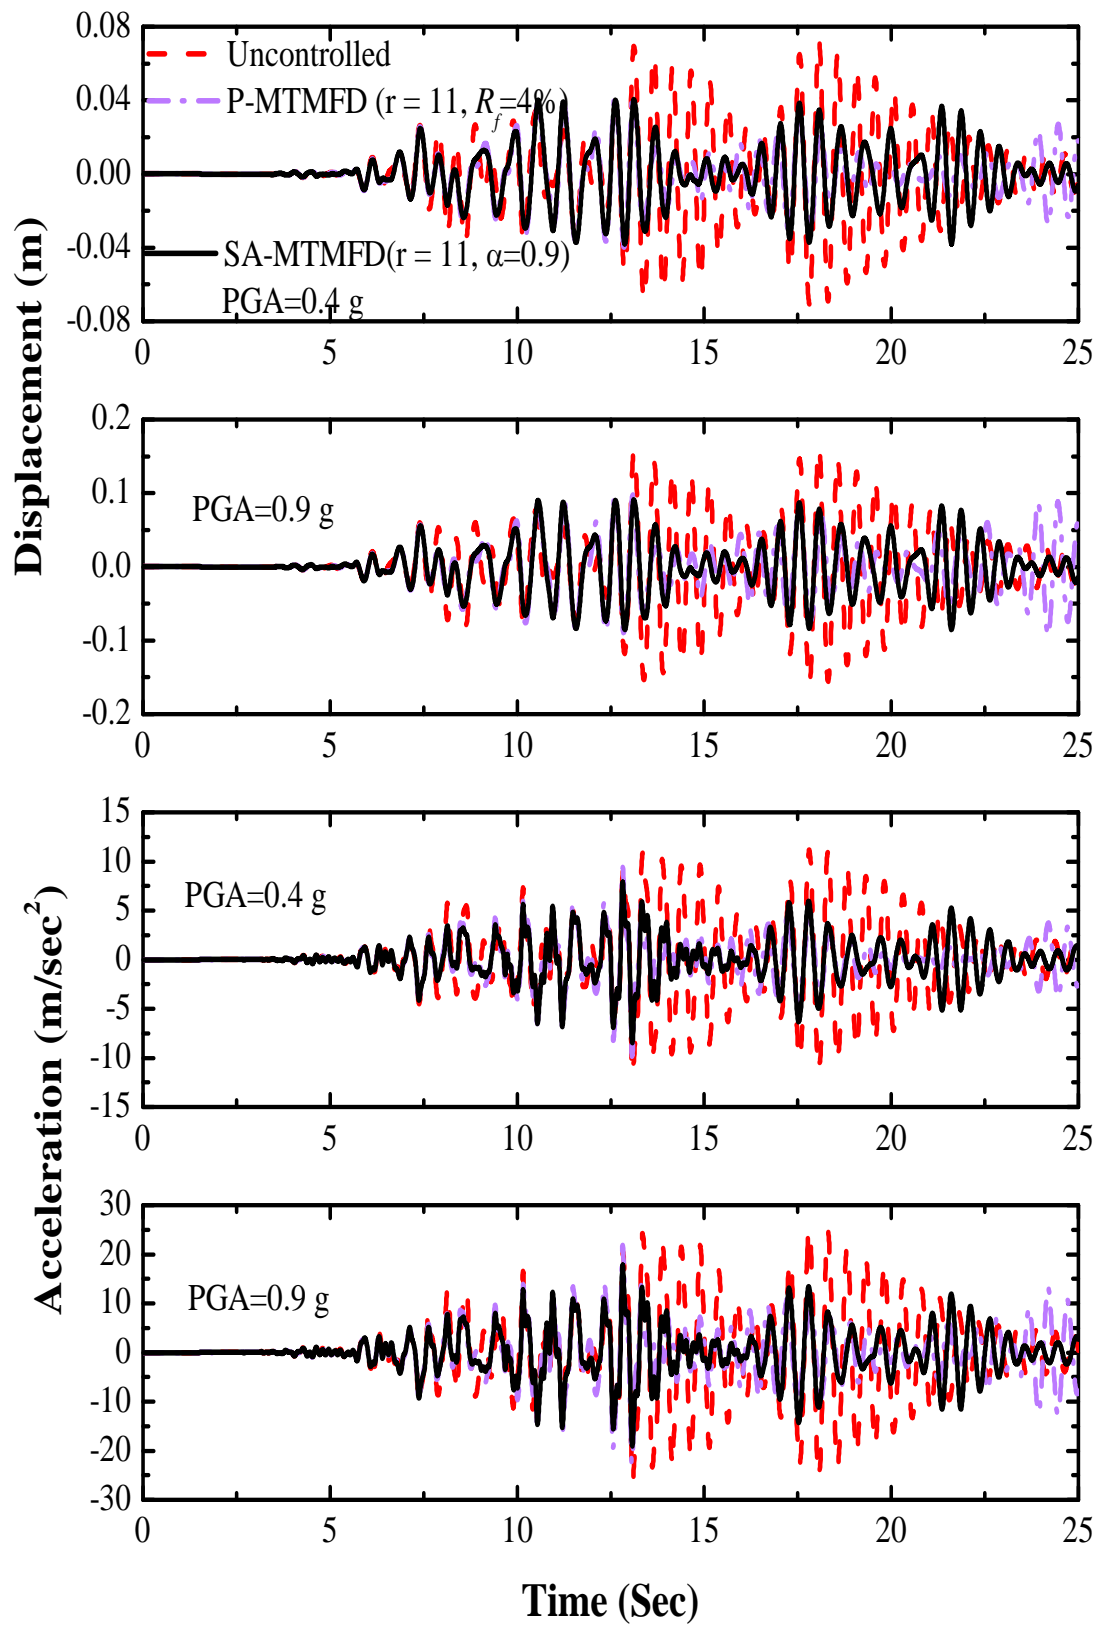 Displacement (m)
0.08
0.04
0.00
-0.04
-0.08
Uncontrolled
P-MTMFD (r = 11, Rf=4%)
SA-MTMFD(r = 11, α=0.9)
PGA=0.4 g
0 5 10 15 20 25
0.2
0.1
0.0
-0.1
-0.2
PGA=0.9 g
0 5 10 15 20 25
Acceleration (m/sec²)
15
10
5
0
-5
-10
-15
PGA=0.4 g
0 5 10 15 20 25
30
20
10
0
-10
-20
-30
PGA=0.9 g
0 5 10 15 20 25
Time (Sec)